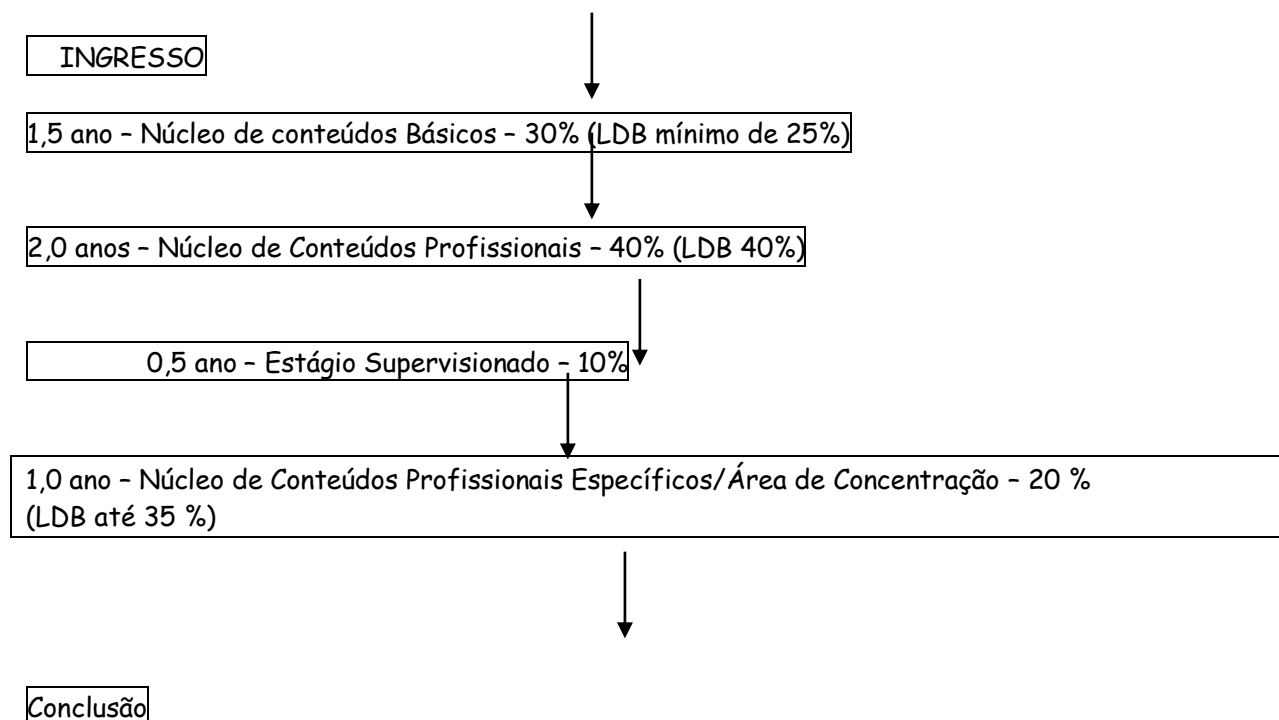 INGRESSO
1,5 ano – Núcleo de conteúdos Básicos – 30% (LDB mínimo de 25%)
2,0 anos – Núcleo de Conteúdos Profissionais – 40% (LDB 40%)
0,5 ano – Estágio Supervisionado – 10%
1,0 ano – Núcleo de Conteúdos Profissionais Específicos/Área de Concentração – 20 %
(LDB até 35 %)
Conclusão